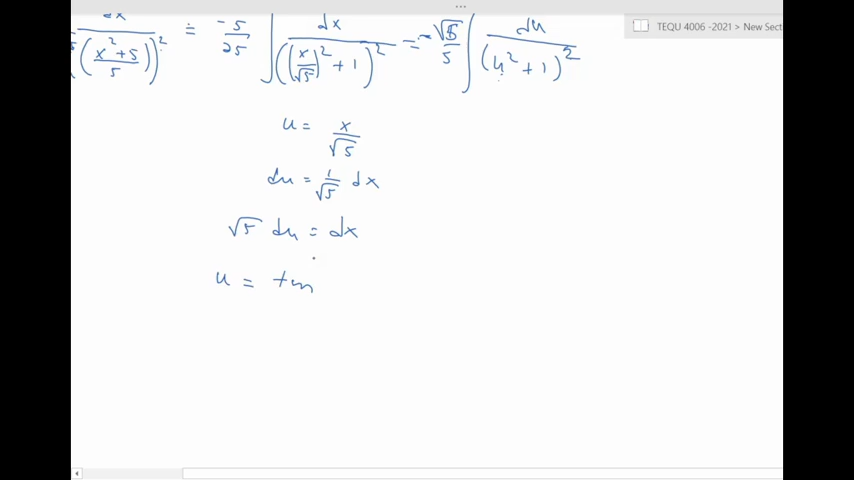 TEQU 4006 -2021 > New Sect
dx/((x²+5)/5)² = -5/25 ∫ dx/((x/√5)²+1)² = -√5/5 ∫ du/(u²+1)²
u = x/√5
du = 1/√5 dx
√5 du = dx
u = tan